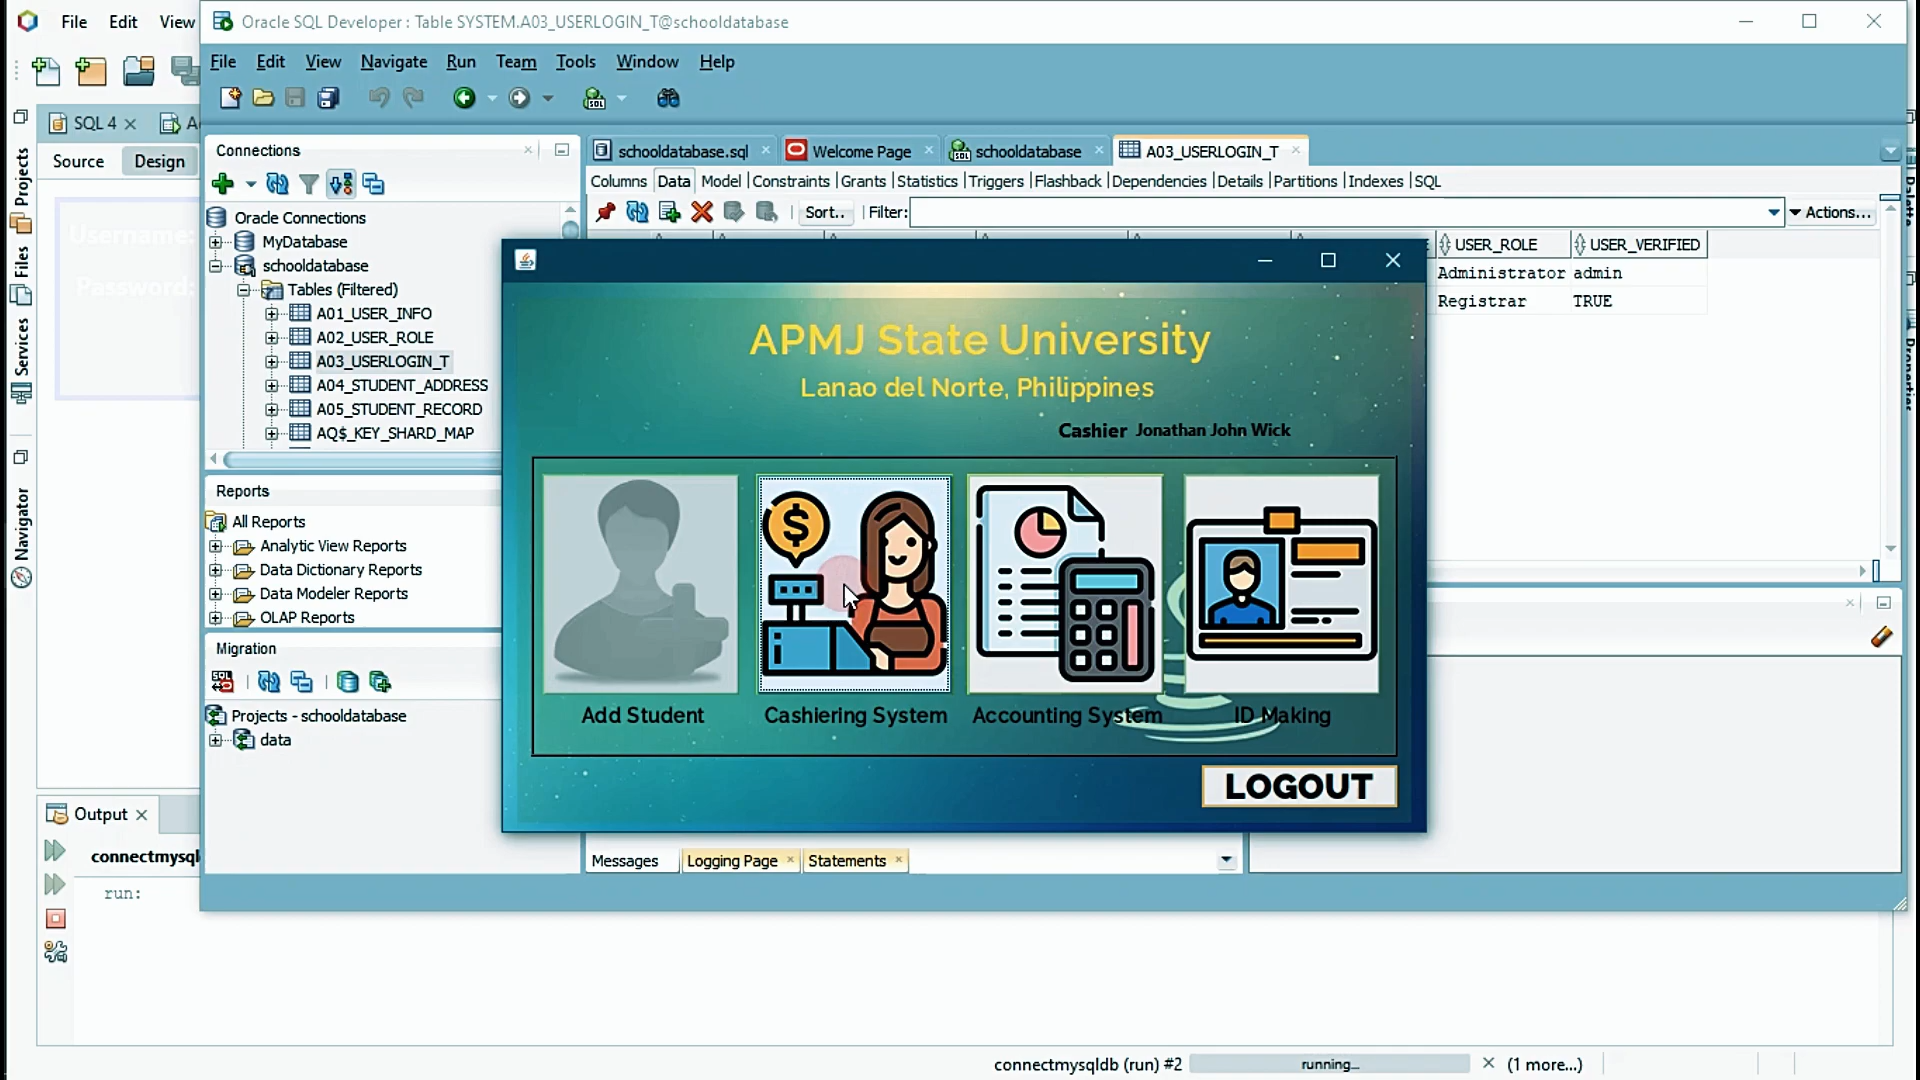 File Edit View
Oracle SQL Developer : Table SYSTEM.A03_USERLOGIN_T@schooldatabase
File Edit View Navigate Run Team Tools Window Help
SQL 4
Source Design
Projects
Files
Services
Navigator
Username:
Password:
Connections
Oracle Connections
MyDatabase
schooldatabase
Tables (Filtered)
A01_USER_INFO
A02_USER_ROLE
A03_USERLOGIN_T
A04_STUDENT_ADDRESS
A05_STUDENT_RECORD
AQ$_KEY_SHARD_MAP
Reports
All Reports
Analytic View Reports
Data Dictionary Reports
Data Modeler Reports
OLAP Reports
Migration
Projects - schooldatabase
data
schooldatabase.sql Welcome Page schooldatabase A03_USERLOGIN_T
Columns Data Model Constraints Grants Statistics Triggers Flashback Dependencies Details Partitions Indexes SQL
Sort.. Filter: Actions...
USER_ROLE USER_VERIFIED
Administrator admin
Registrar TRUE
APMJ State University
Lanao del Norte, Philippines
Cashier Jonathan John Wick
Add Student Cashiering System Accounting System ID Making
LOGOUT
Messages Logging Page Statements
Output
connectmysql
run:
connectmysqldb (run) #2 running... (1 more...)